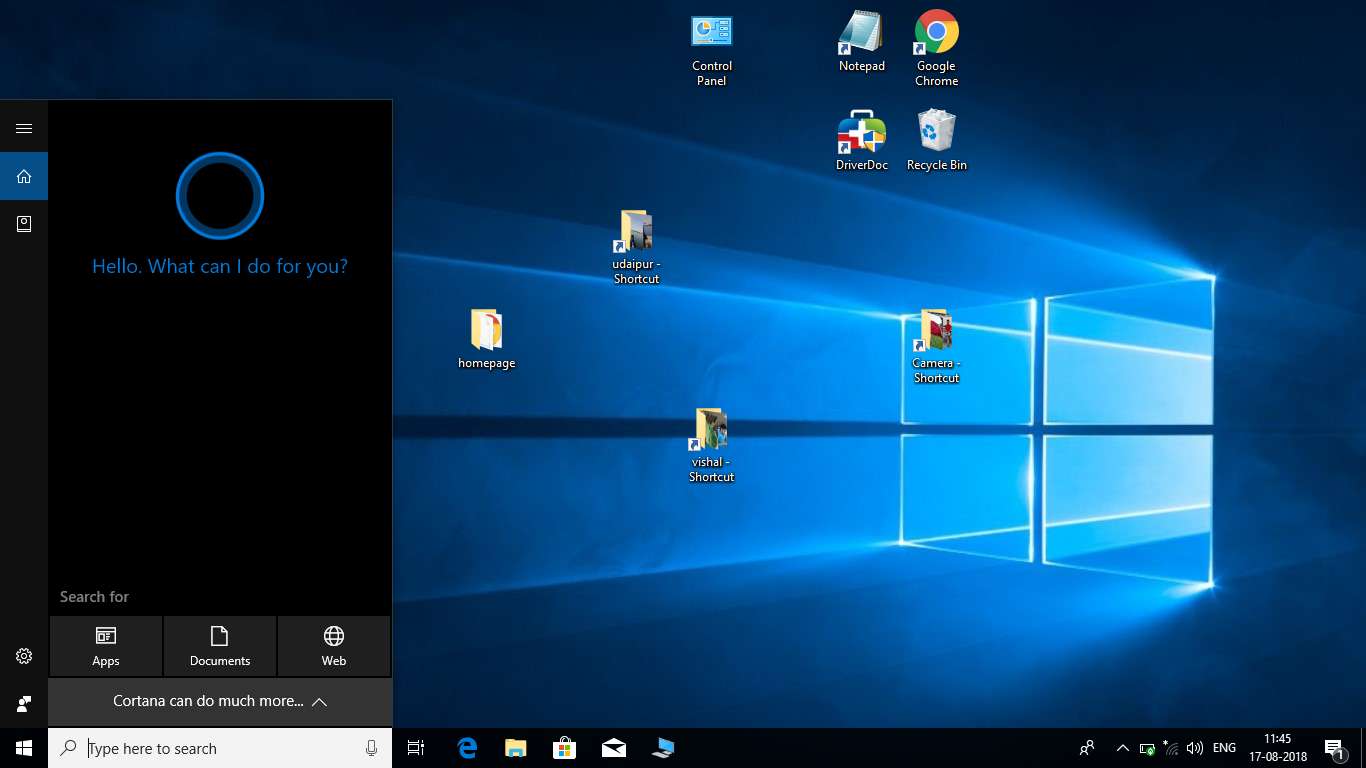 Control
Panel
Notepad
Google
Chrome
DriverDoc
Recycle Bin
udaipur -
Shortcut
homepage
Camera -
Shortcut
vishal -
Shortcut
Hello. What can I do for you?
Search for
Apps
Documents
Web
Cortana can do much more...
Type here to search
ENG
11:45
17-08-2018
1